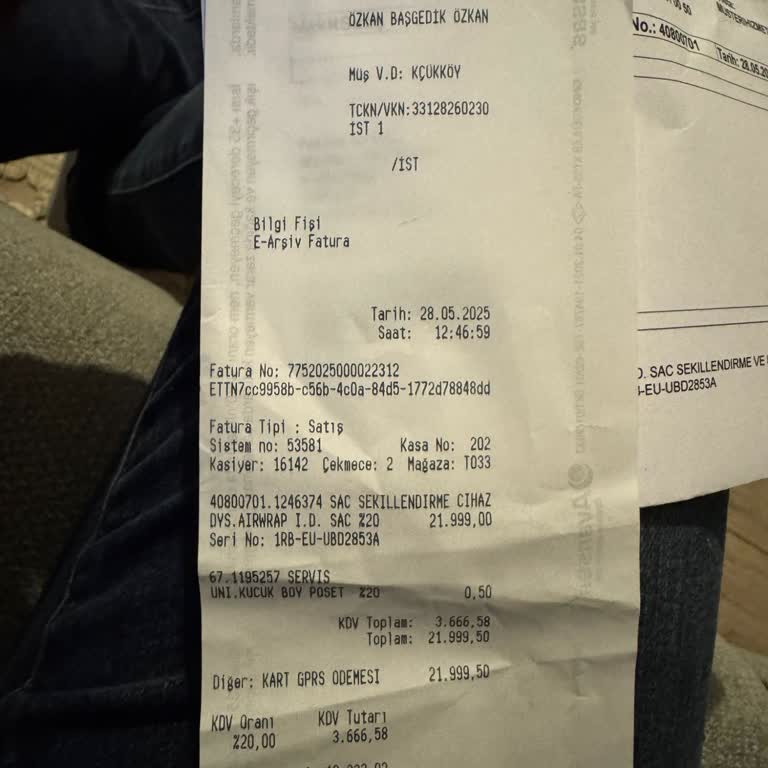 ÖZKAN BAŞGEDİK ÖZKAN
Müş V.D: KÇÜKKÖY
TCKN/VKN:33128260230
İST 1
/İST
Bilgi Fişi
E-Arşiv Fatura
Tarih: 28.05.2025
Saat: 12:46:59
Fatura No: 7752025000022312
ETTN7cc9958b-c56b-4c0a-84d5-1772d78848dd
Fatura Tipi : Satış
Sistem no: 53581 Kasa No: 202
Kasiyer: 16142 Çekmece: 2 Mağaza: T033
40800701.1246374 SAC SEKILLENDIRME CIHAZ
DYS.AIRWRAP I.D. SAC %20 21.999,00
Seri No: 1RB-EU-UBD2853A
67.1195257 SERVIS
UNI.KUCUK BOY POSET %20 0,50
KDV Toplam: 3.666,58
Toplam: 21.999,50
Diğer: KART GPRS ODEMESI 21.999,50
KDV Oranı KDV Tutarı
%20,00 3.666,58
No.: 40800701
Tarih: 28.05.20
D. SAC SEKILLENDIRME VE
-EU-UBD2853A